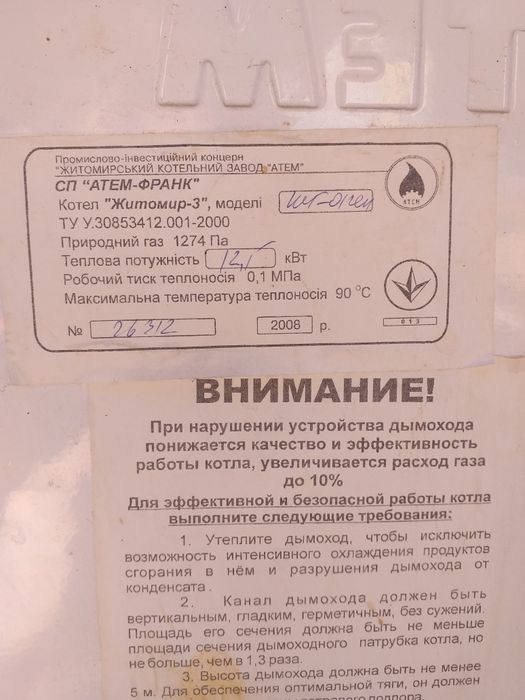 Промислово-інвестиційний концерн
"ЖИТОМИРСЬКИЙ КОТЕЛЬНИЙ ЗАВОД "АТЕМ"
СП "АТЕМ-ФРАНК"
Котел "Житомир-3", моделі
ТУ У.30853412.001-2000
Природний газ 1274 Па
Теплова потужність кВт
Робочий тиск теплоносія 0,1 МПа
Максимальна температура теплоносія 90 °C
№ 26312 2008 р.
АТЕМ
013
ВНИМАНИЕ!
При нарушении устройства дымохода
понижается качество и эффективность
работы котла, увеличивается расход газа
до 10%
Для эффективной и безопасной работы котла
выполните следующие требования:
1. Утеплите дымоход, чтобы исключить
возможность интенсивного охлаждения продуктов
сгорания в нём и разрушения дымохода от
конденсата.
2. Канал дымохода должен быть
вертикальным, гладким, герметичным, без сужений.
Площадь его сечения должна быть не меньше
площади сечения дымоходного патрубка котла, но
не больше, чем в 1,3 раза.
3. Высота дымохода должна быть не менее
5 м. Для обеспечения оптимальной тяги, он должен